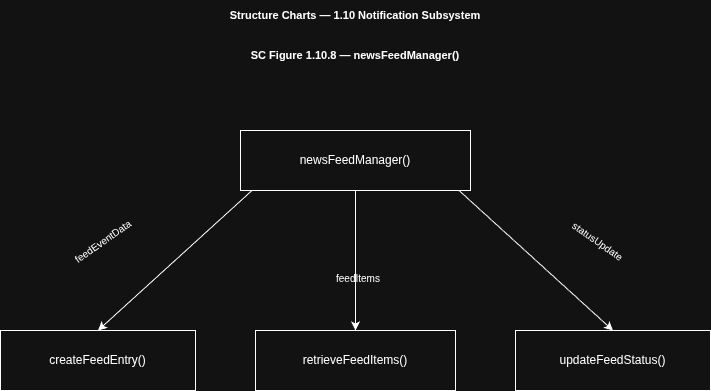 Structure Charts — 1.10 Notification Subsystem
SC Figure 1.10.8 — newsFeedManager()
newsFeedManager()
feedEventData
statusUpdate
feedItems
createFeedEntry()
retrieveFeedItems()
updateFeedStatus()